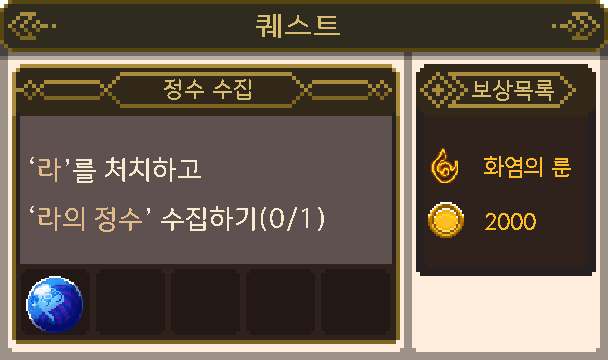 퀘스트
정수 수집
‘라’를 처치하고
‘라의 정수’ 수집하기(0/1)
보상목록
화염의 룬
2000